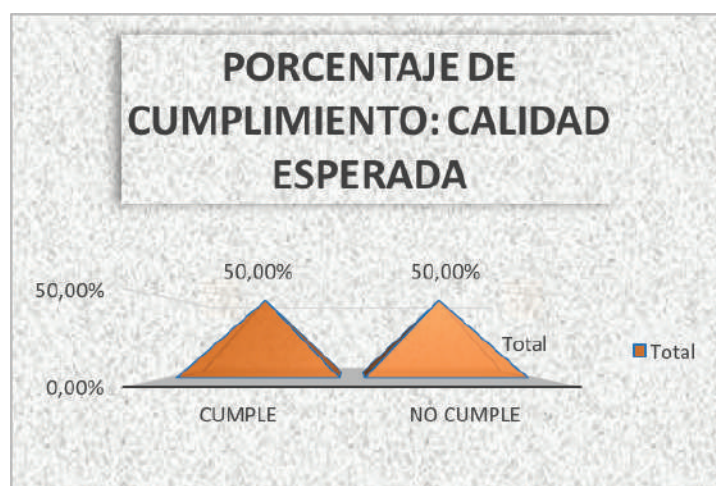 PORCENTAJE DE
CUMPLIMIENTO: CALIDAD
ESPERADA
50,00% 50,00%
50,00%
Total
Total
0,00%
CUMPLE NO CUMPLE